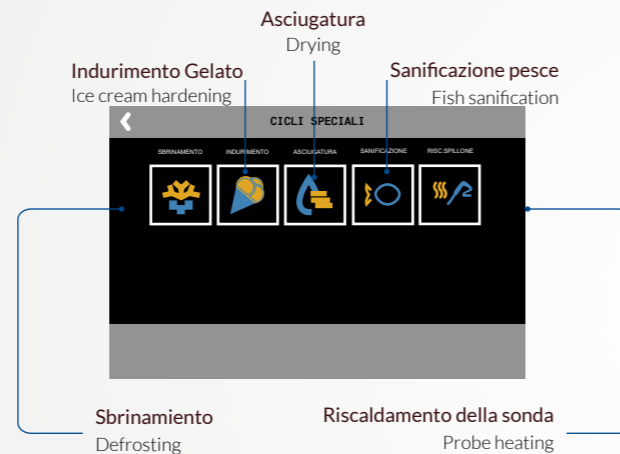 Asciugatura
Drying
Indurimento Gelato
Ice cream hardening
Sanificazione pesce
Fish sanification
CICLI SPECIALI
SBRINAMENTO
INDURIMENTO
ASCIUGATURA
SANIFICAZIONE
RISC.SPILLONE
Sbrinamiento
Defrosting
Riscaldamento della sonda
Probe heating